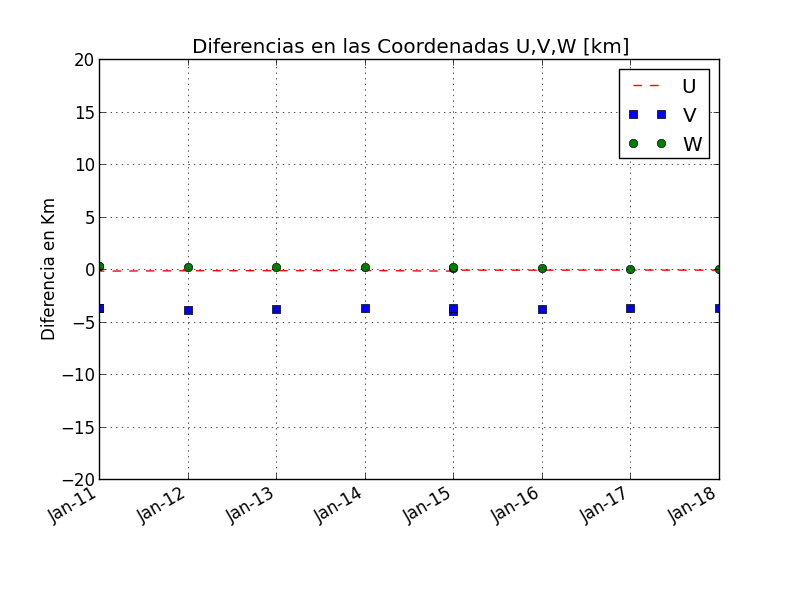 Diferencias en las Coordenadas U,V,W [km]
U
V
W
Diferencia en Km
20
15
10
5
0
−5
−10
−15
−20
Jan-11
Jan-12
Jan-13
Jan-14
Jan-15
Jan-16
Jan-17
Jan-18